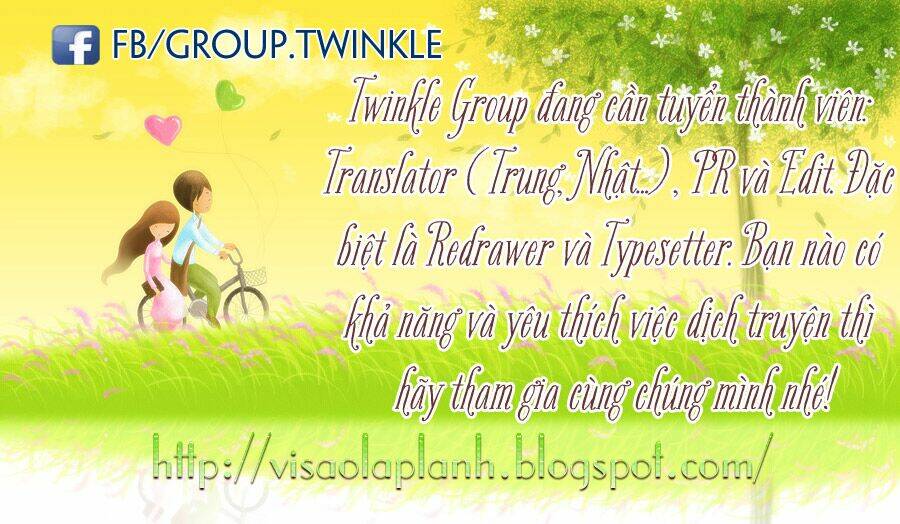 FB/GROUP.TWINKLE
Twinkle Group đang cần tuyển thành viên:
Translator ( Trung, Nhật...) , PR và Edit. Đặc
biệt là Redrawer và Typesetter. Bạn nào có
khả năng và yêu thích việc dịch truyện thì
hãy tham gia cùng chúng mình nhé!
http://visaolaplanh.blogspot.com/